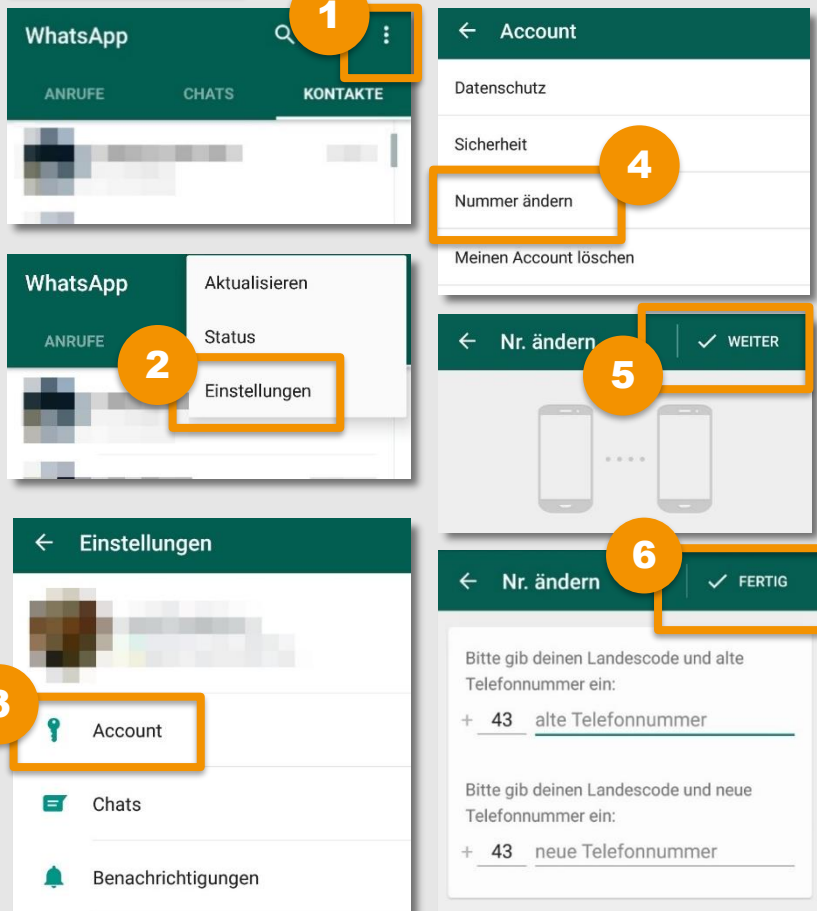 1
WhatsApp
ANRUFE CHATS KONTAKTE
WhatsApp
ANRUFE
Aktualisieren
Status
2
Einstellungen
Einstellungen
3
Account
Chats
Benachrichtigungen
Account
Datenschutz
Sicherheit
4
Nummer ändern
Meinen Account löschen
Nr. ändern WEITER
5
6
Nr. ändern FERTIG
Bitte gib deinen Landescode und alte
Telefonnummer ein:
+ 43 alte Telefonnummer
Bitte gib deinen Landescode und neue
Telefonnummer ein:
+ 43 neue Telefonnummer